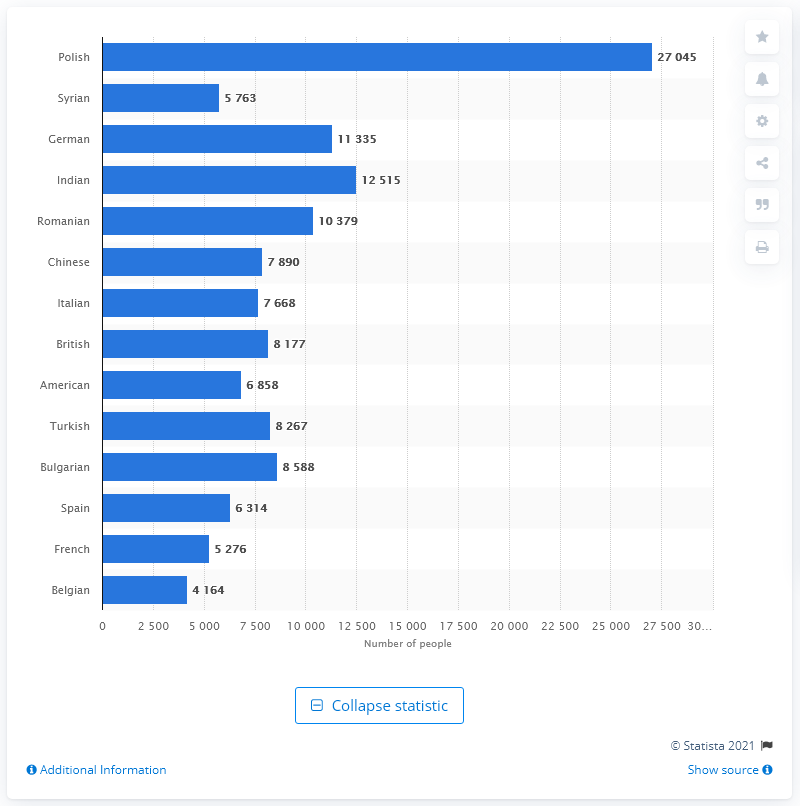 Polish 27 045
Syrian 5 763
German 11 335
Indian 12 515
Romanian 10 379
Chinese 7 890
Italian 7 668
British 8 177
American 6 858
Turkish 8 267
Bulgarian 8 588
Spain 6 314
French 5 276
Belgian 4 164
0 2 500 5 000 7 500 10 000 12 500 15 000 17 500 20 000 22 500 25 000 27 500 30...
Number of people
Collapse statistic
© Statista 2021
Additional Information Show source